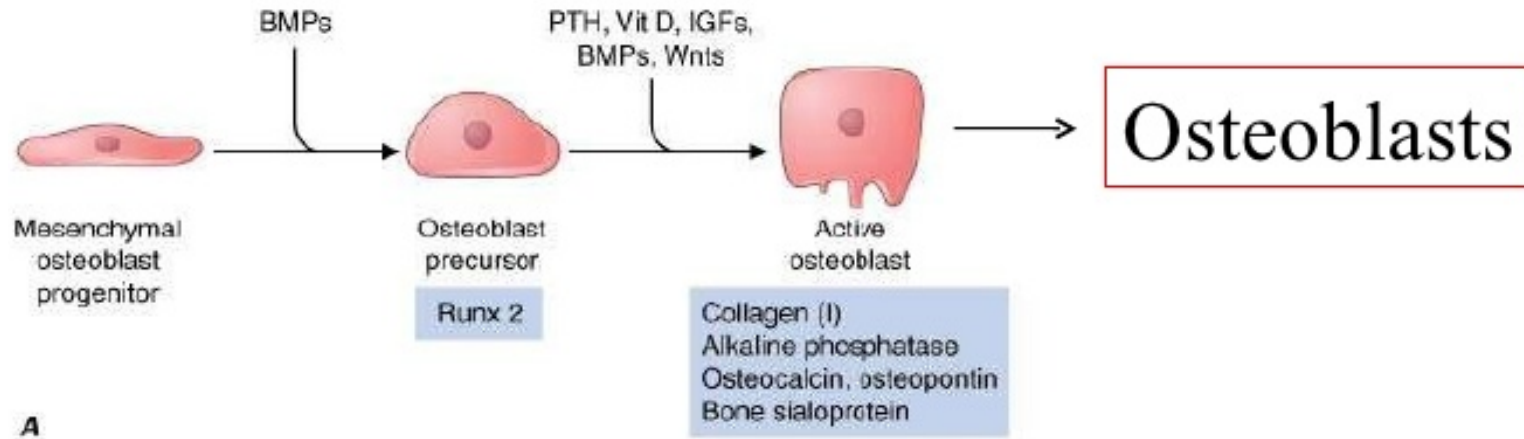 BMPs
PTH, Vit D, IGFs,
BMPs, Wnts
Osteoblasts
Mesenchymal
osteoblast
progenitor
Osteoblast
precursor
Runx 2
Active
osteoblast
Collagen (I)
Alkaline phosphatase
Osteocalcin, osteopontin
Bone sialoprotein
A